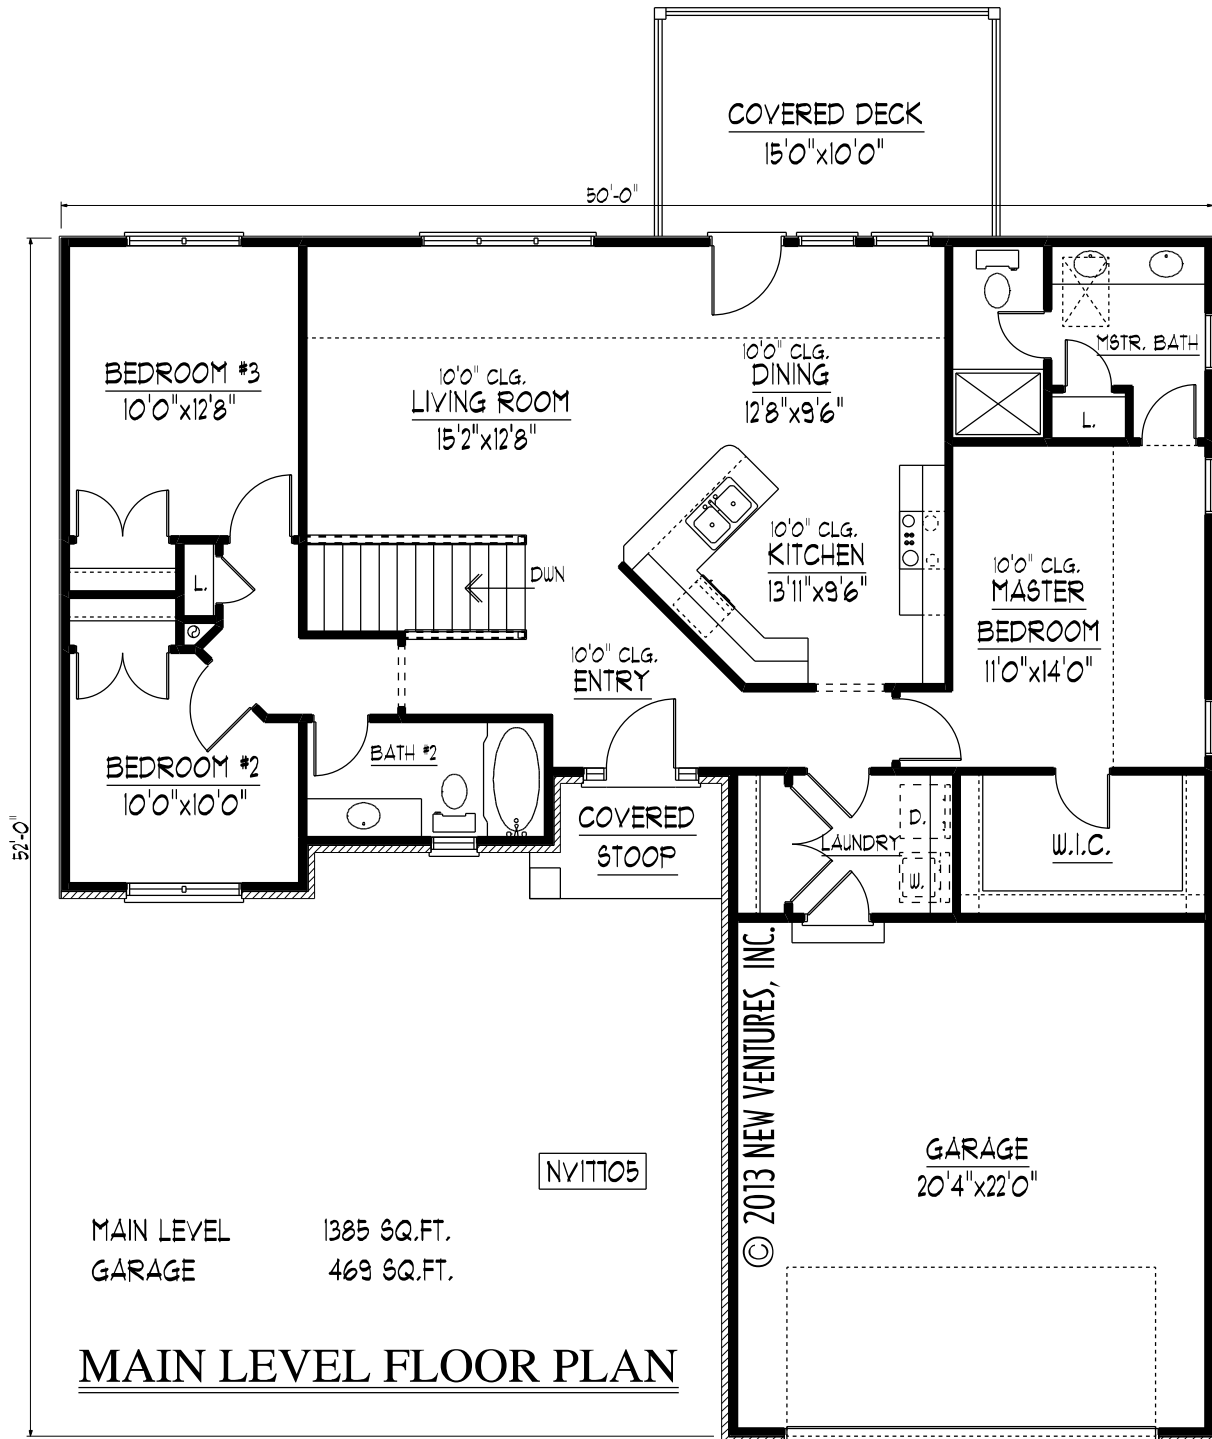 COVERED DECK
15'0"x10'0"
50'-0"
BEDROOM #3
10'0"x12'8"
10'0" CLG.
LIVING ROOM
15'2"x12'8"
10'0" CLG.
DINING
12'8"x9'6"
MSTR. BATH
L.
10'0" CLG.
KITCHEN
13'11"x9'6"
10'0" CLG.
MASTER
BEDROOM
11'0"x14'0"
L.
DWN
10'0" CLG.
ENTRY
BEDROOM #2
10'0"x10'0"
BATH #2
COVERED
STOOP
LAUNDRY
D.
W.
W.I.C.
52'-0"
© 2013 NEW VENTURES, INC.
GARAGE
20'4"x22'0"
NV17705
MAIN LEVEL 1385 SQ.FT.
GARAGE 469 SQ.FT.
MAIN LEVEL FLOOR PLAN